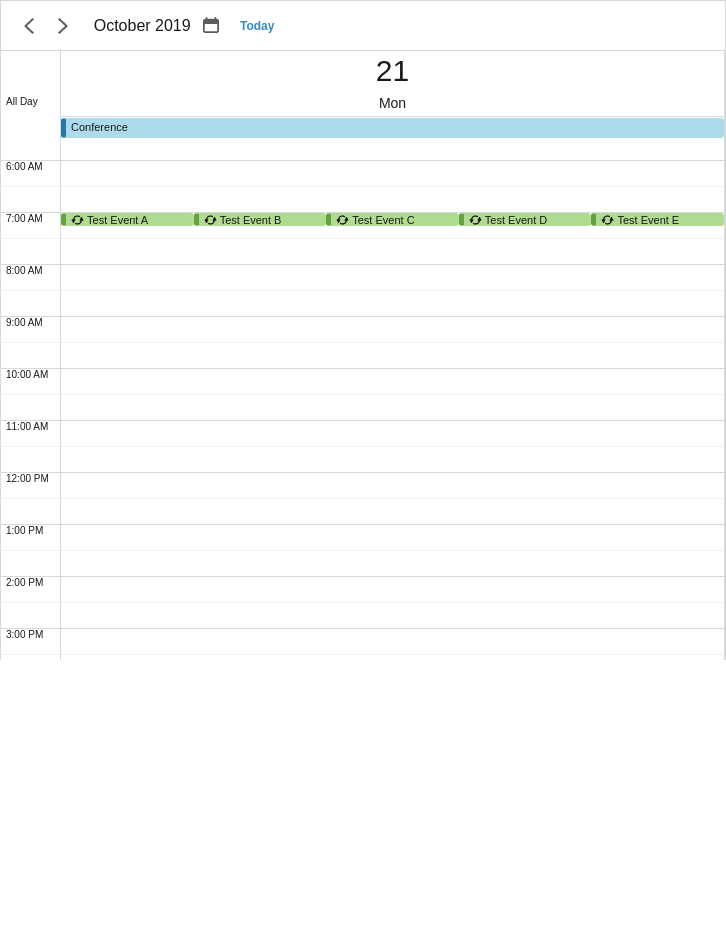 October 2019
Today
21
Mon
All Day
Conference
6:00 AM
7:00 AM
Test Event A
Test Event B
Test Event C
Test Event D
Test Event E
8:00 AM
9:00 AM
10:00 AM
11:00 AM
12:00 PM
1:00 PM
2:00 PM
3:00 PM